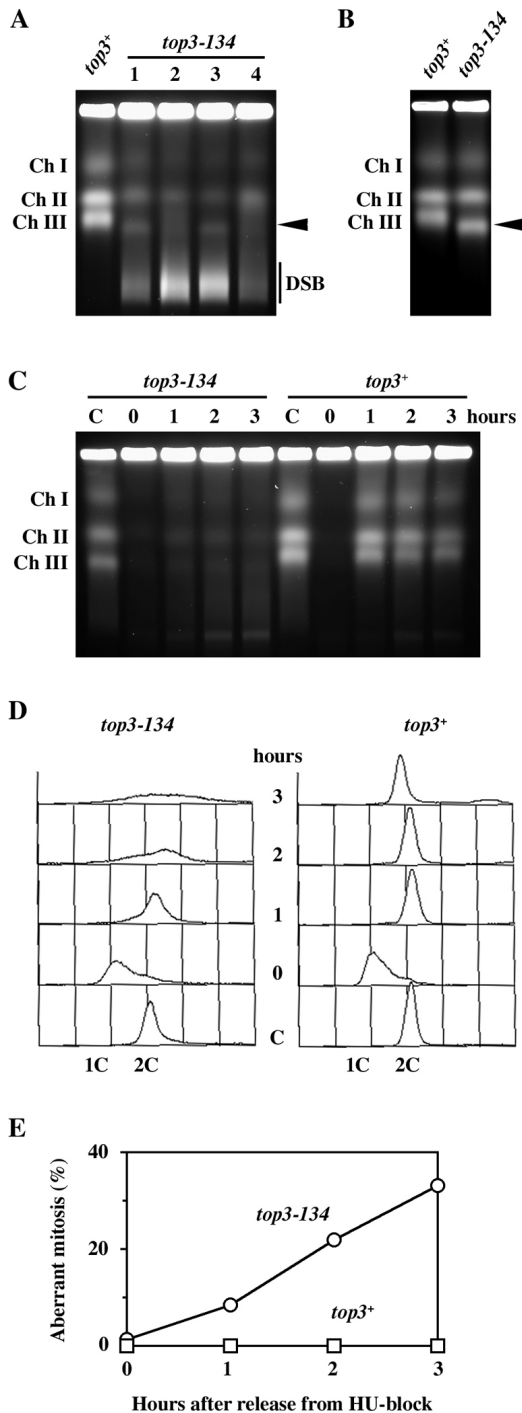 A
top3+ top3-134
1 2 3 4
Ch I
Ch II
Ch III
DSB
B
top3+ top3-134
Ch I
Ch II
Ch III
C
top3-134 top3+
C 0 1 2 3 C 0 1 2 3 hours
Ch I
Ch II
Ch III
D
top3-134 top3+
hours
3
2
1
0
C
1C 2C 1C 2C
E
Aberrant mitosis (%)
40
20
0
top3-134
top3+
0 1 2 3
Hours after release from HU-block